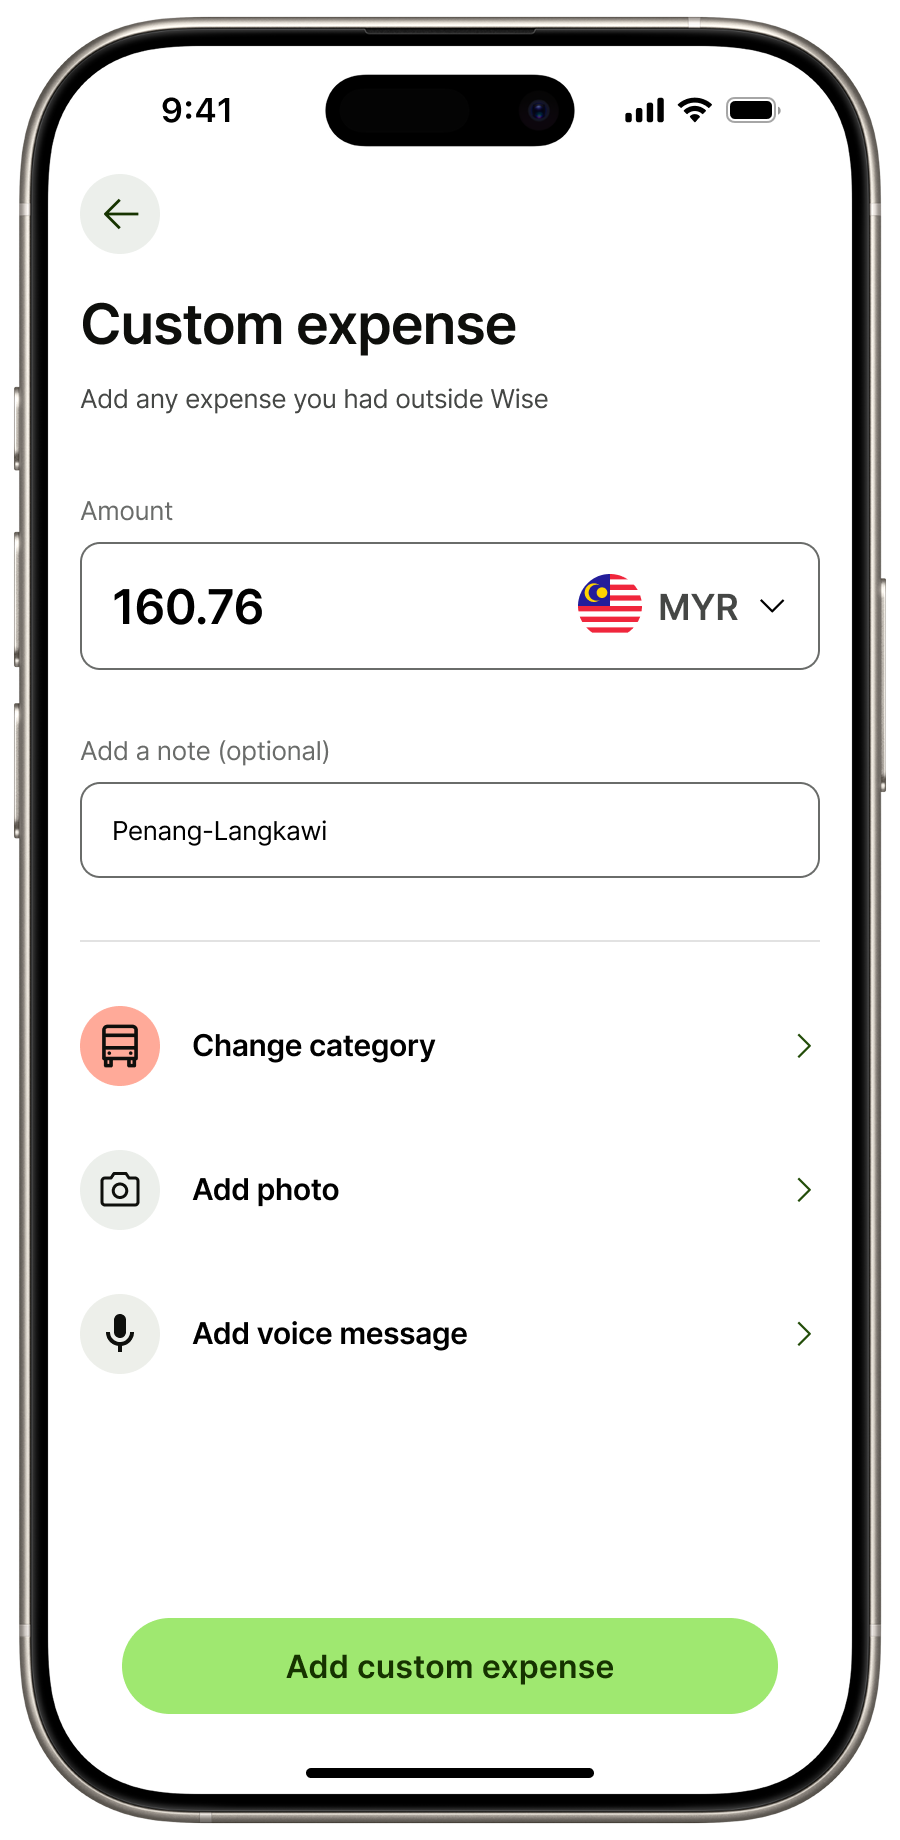 9:41
Custom expense
Add any expense you had outside Wise
Amount
160.76 MYR
Add a note (optional)
Penang-Langkawi
Change category
Add photo
Add voice message
Add custom expense